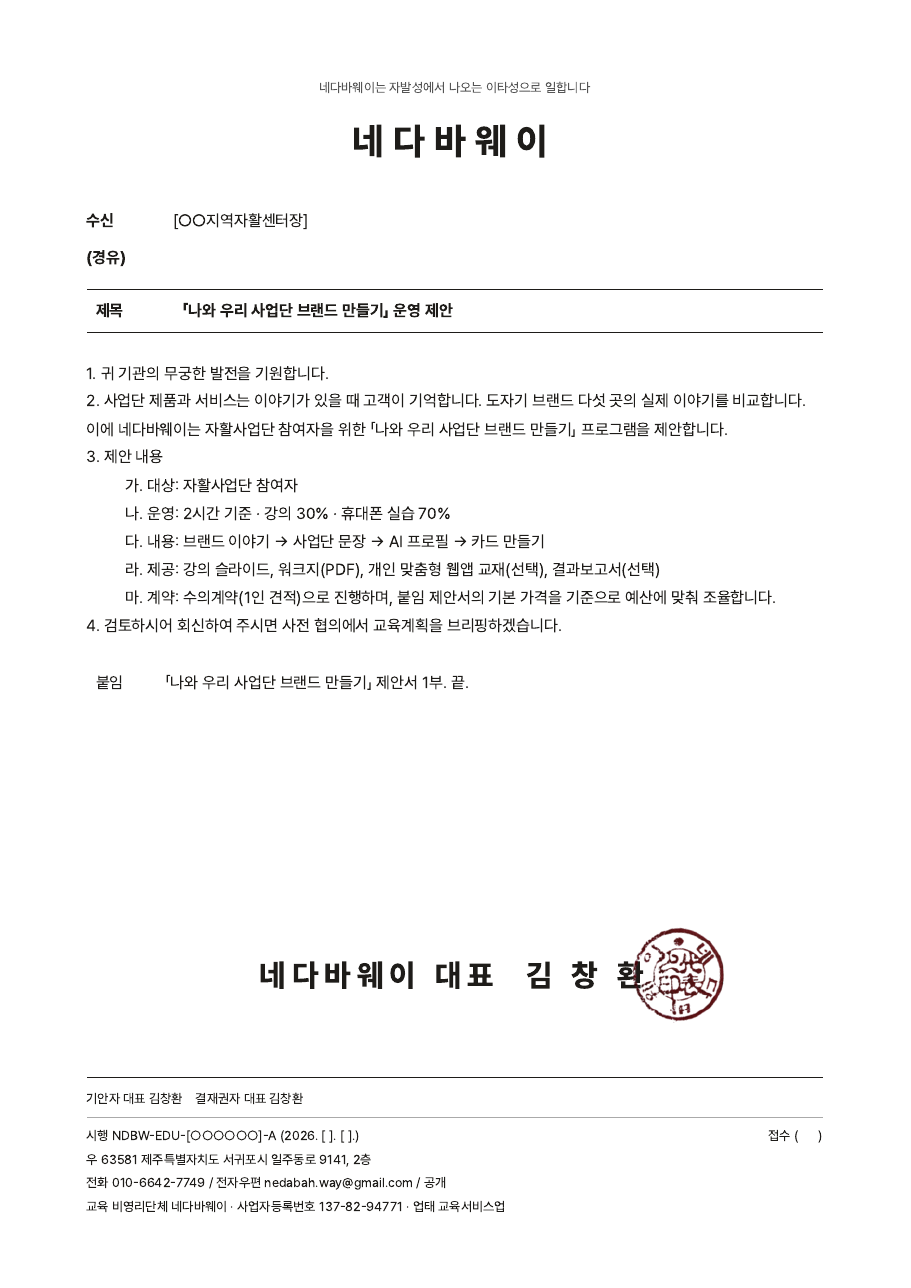 네다바웨이는 자발성에서 나오는 이타성으로 일합니다
네다바웨이
수신 [○○지역자활센터장]
(경유)
제목 「나와 우리 사업단 브랜드 만들기」 운영 제안
1. 귀 기관의 무궁한 발전을 기원합니다.
2. 사업단 제품과 서비스는 이야기가 있을 때 고객이 기억합니다. 도자기 브랜드 다섯 곳의 실제 이야기를 비교합니다.
이에 네다바웨이는 자활사업단 참여자을 위한 「나와 우리 사업단 브랜드 만들기」 프로그램을 제안합니다.
3. 제안 내용
가. 대상: 자활사업단 참여자
나. 운영: 2시간 기준 · 강의 30% · 휴대폰 실습 70%
다. 내용: 브랜드 이야기 → 사업단 문장 → AI 프로필 → 카드 만들기
라. 제공: 강의 슬라이드, 워크지(PDF), 개인 맞춤형 웹앱 교재(선택), 결과보고서(선택)
마. 계약: 수의계약(1인 견적)으로 진행하며, 붙임 제안서의 기본 가격을 기준으로 예산에 맞춰 조율합니다.
4. 검토하시어 회신하여 주시면 사전 협의에서 교육계획을 브리핑하겠습니다.
붙임 「나와 우리 사업단 브랜드 만들기」 제안서 1부. 끝.
네다바웨이 대표 김 창 환
기안자 대표 김창환 결재권자 대표 김창환
시행 NDBW-EDU-[○○○○○○]-A (2026. [ ]. [ ].) 접수 ( )
우 63581 제주특별자치도 서귀포시 일주동로 9141, 2층
전화 010-6642-7749 / 전자우편 nedabah.way@gmail.com / 공개
교육 비영리단체 네다바웨이 · 사업자등록번호 137-82-94771 · 업태 교육서비스업